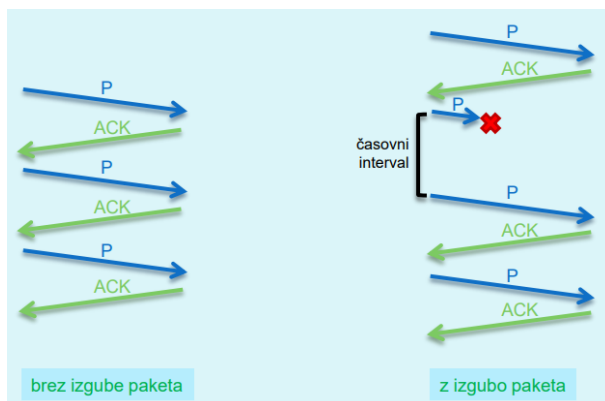 P
ACK
P
ACK
P
ACK
brez izgube paketa
P
ACK
P
časovni
interval
P
ACK
P
ACK
z izgubo paketa